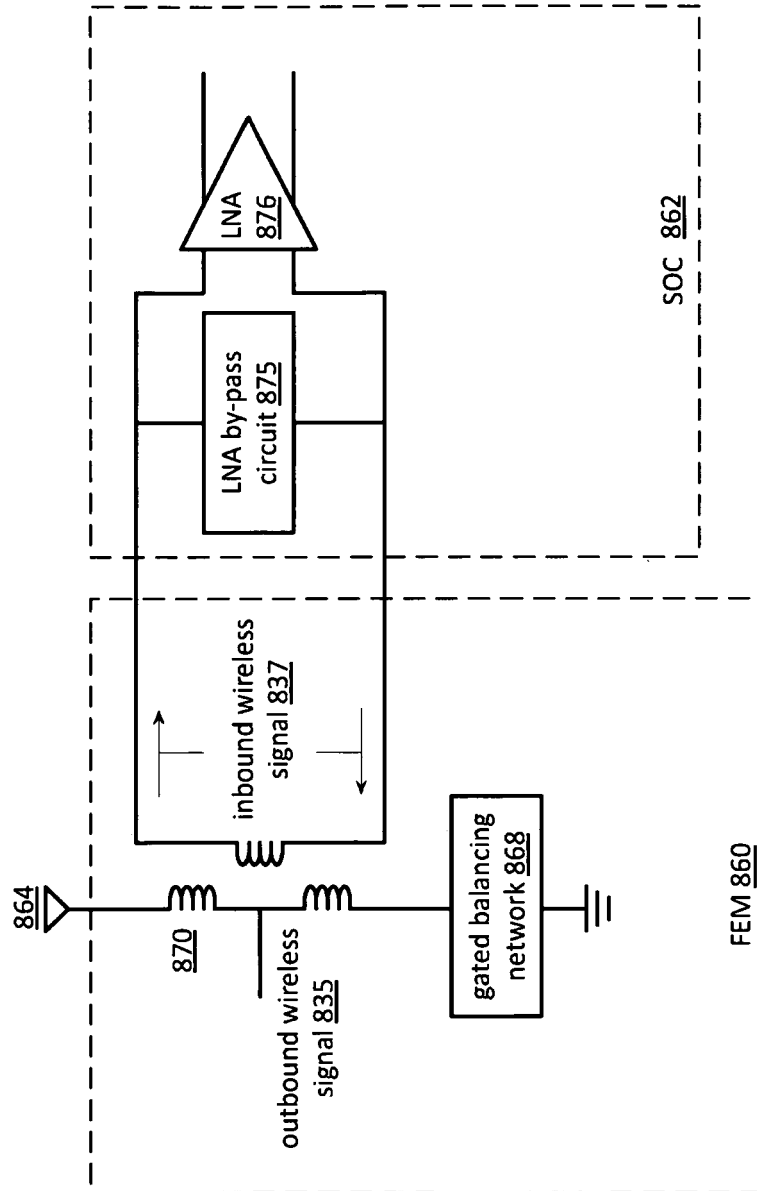 864
870
outbound wireless
signal 835
inbound wireless
signal 837
gated balancing
network 868
FEM 860
LNA by-pass
circuit 875
LNA
876
SOC 862